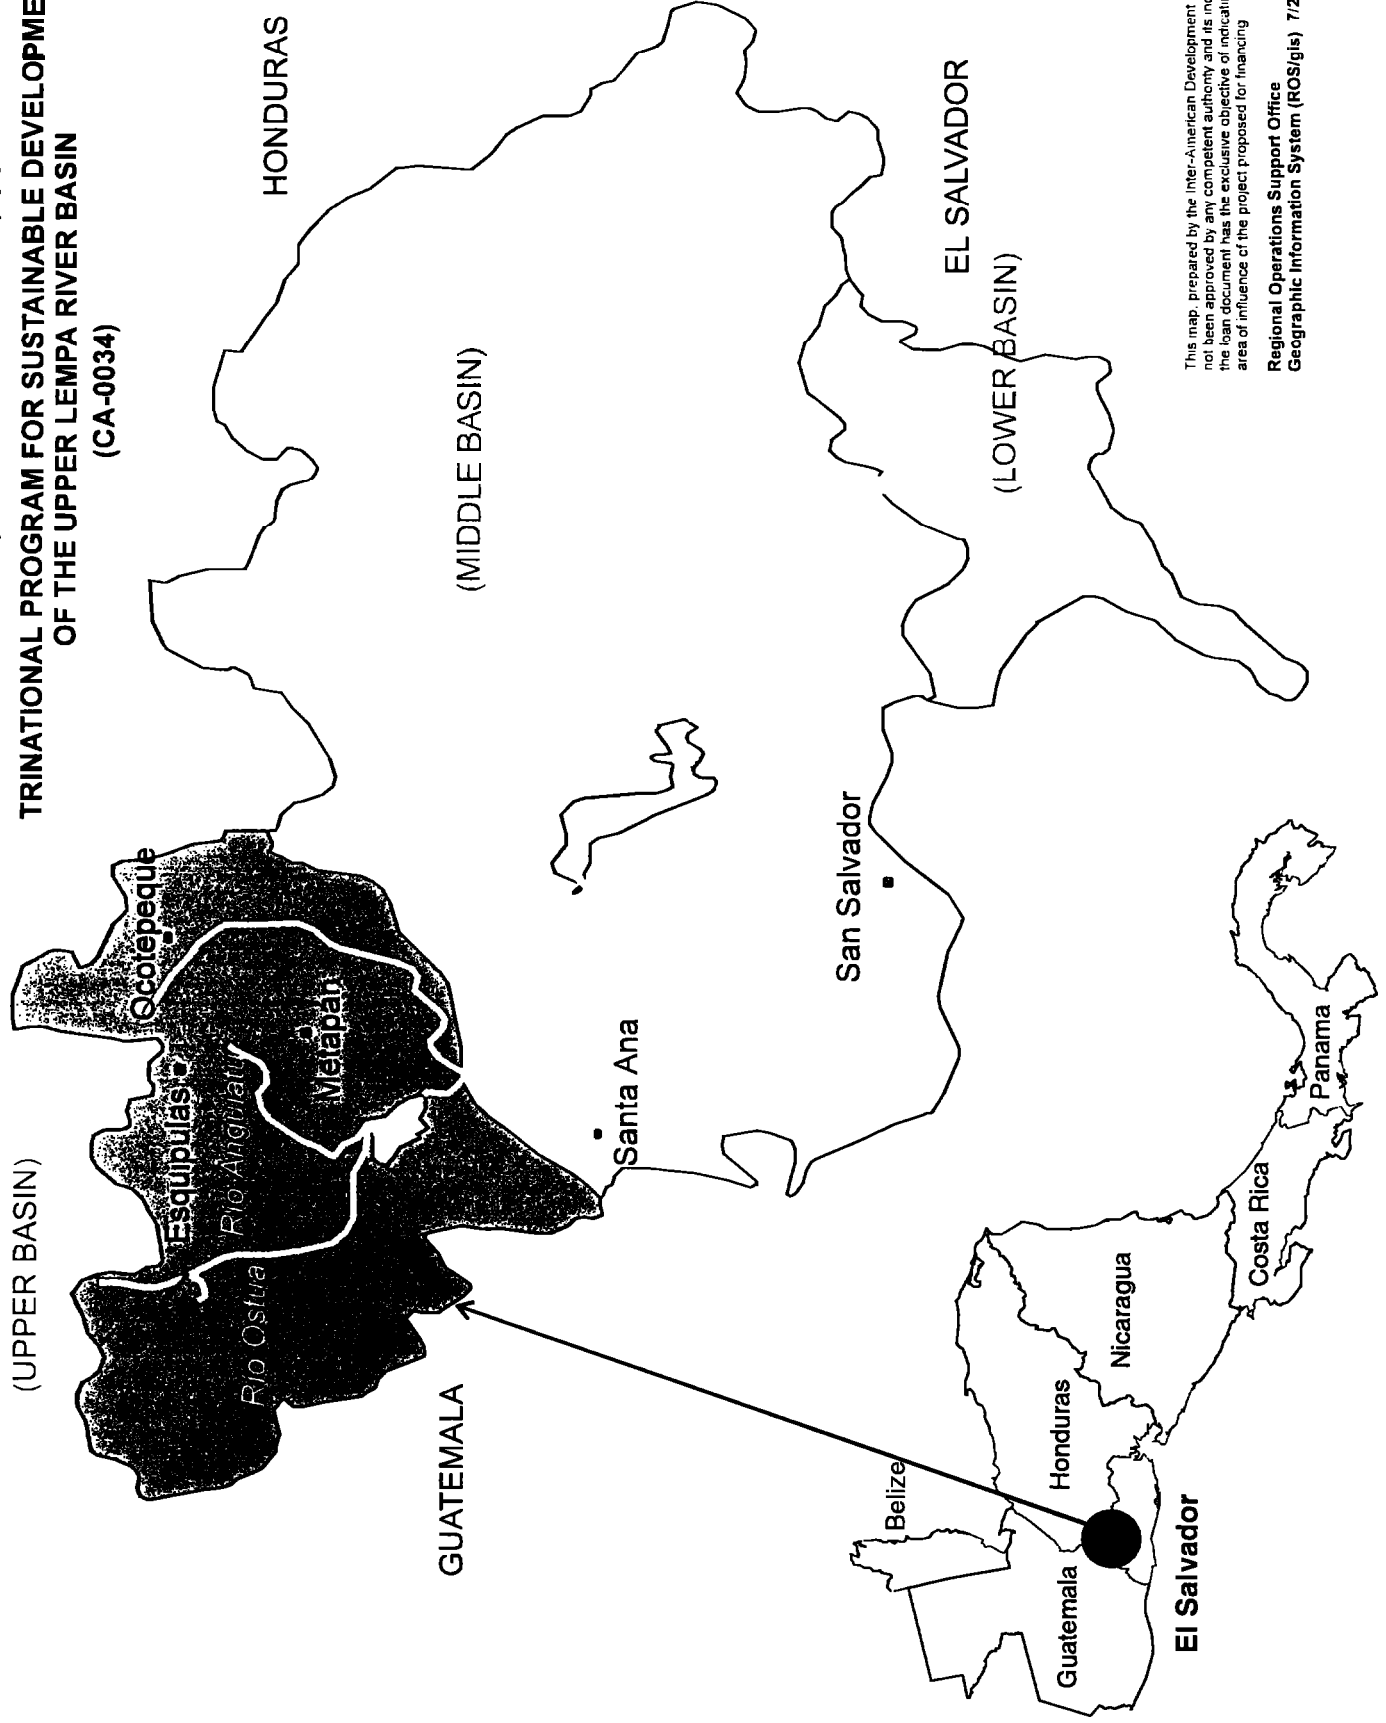 TRINATIONAL PROGRAM FOR SUSTAINABLE
OF THE UPPER LEMPA RIVER BASIN
(CA-0034)
(UPPER BASIN)
HONDURAS
Ocotepeque
Esquipulas
Rio Angulatu
Metapán
Rio Ostua
(MIDDLE BASIN)
GUATEMALA
Santa Ana
San Salvador
EL SALVADOR
(LOWER BASIN)
Belize
Guatemala
Honduras
El Salvador
Nicaragua
Costa Rica
Panama
This map, prepared by the Inter-American Development
not been approved by any competent authority and its
the loan document has the exclusive objective of
area of influence of the project proposed for financing
Regional Operations Support Office
Geographic Information System (ROS/gis)